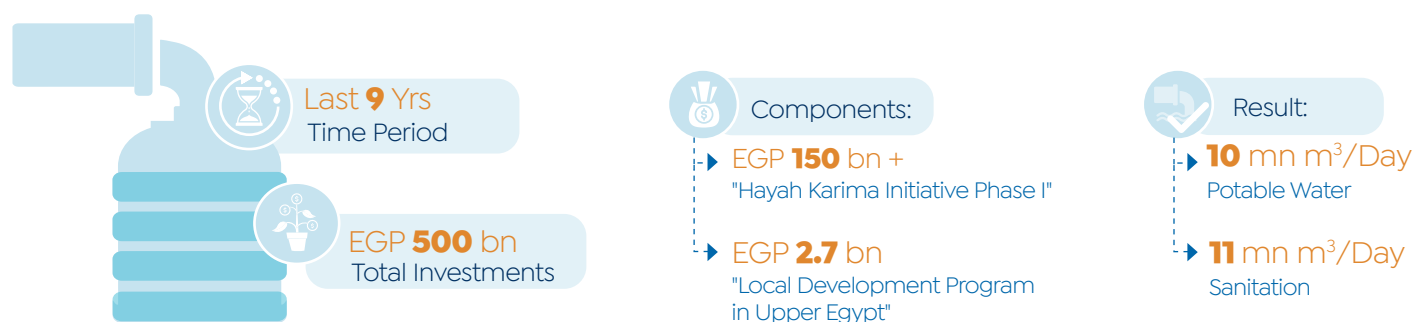 Last 9 Yrs
Time Period
EGP 500 bn
Total Investments
Components:
EGP 150 bn +
"Hayah Karima Initiative Phase I"
EGP 2.7 bn
"Local Development Program
in Upper Egypt"
Result:
10 mn m³/Day
Potable Water
11 mn m³/Day
Sanitation